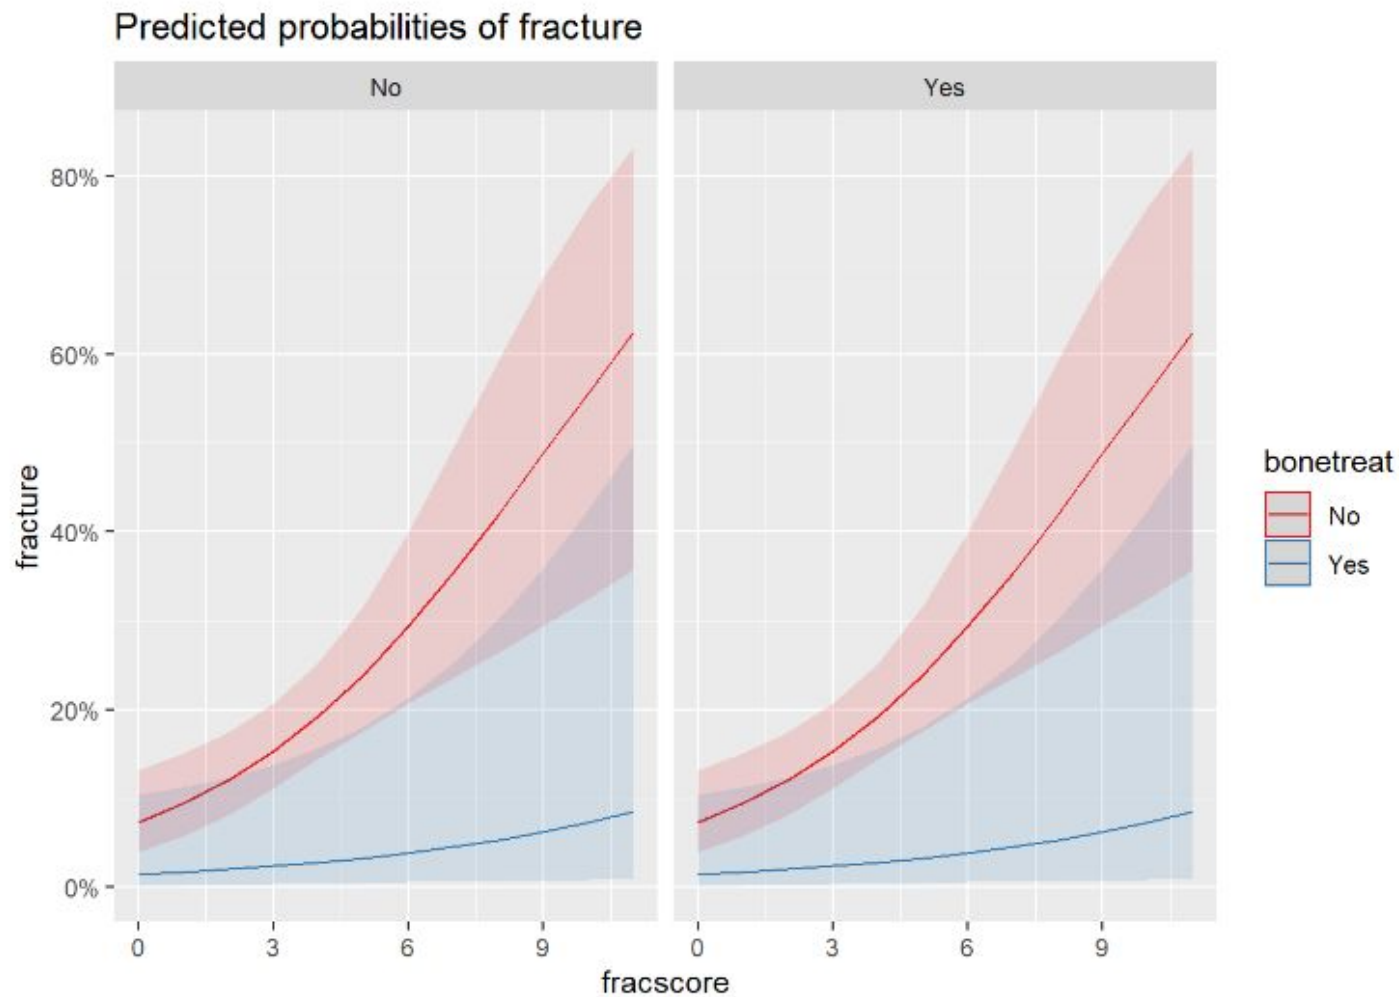 Predicted probabilities of fracture
No
Yes
80%
60%
40%
20%
0%
fracture
0
3
6
9
0
3
6
9
fracscore
bonetreat
No
Yes